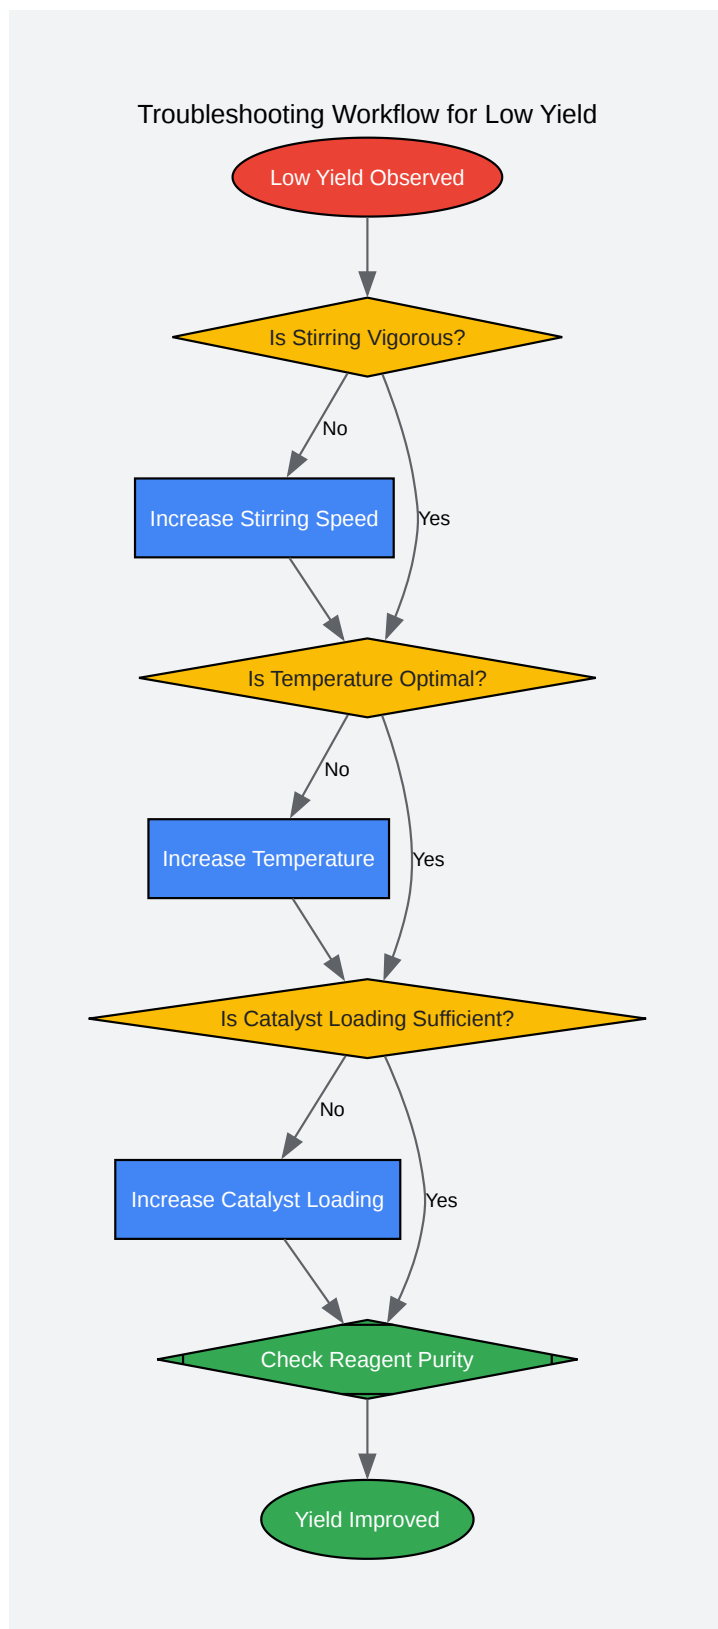 Troubleshooting Workflow for Low Yield
Low Yield Observed
Is Stirring Vigorous?
No
Increase Stirring Speed
Yes
Is Temperature Optimal?
No
Increase Temperature
Yes
Is Catalyst Loading Sufficient?
No
Increase Catalyst Loading
Yes
Check Reagent Purity
Yield Improved